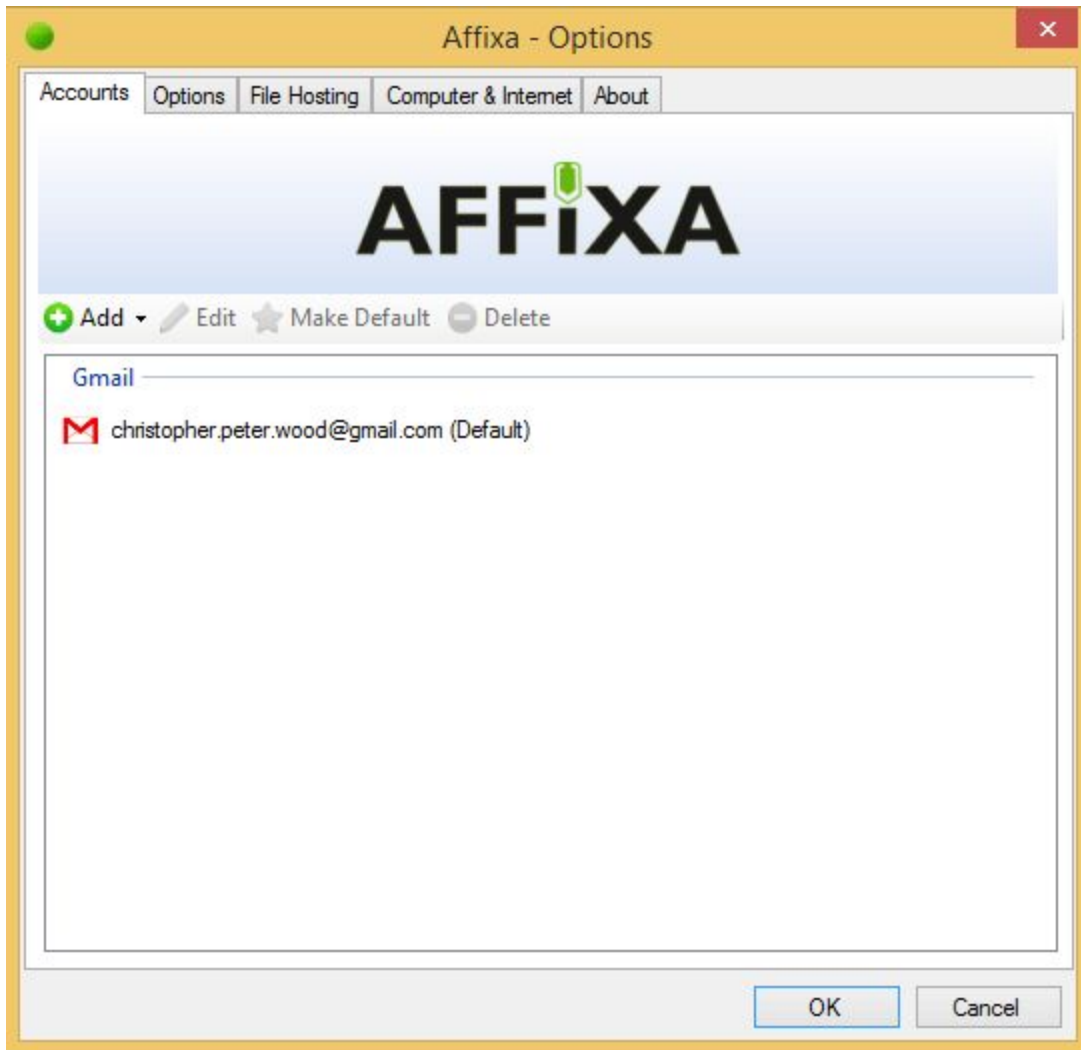 Affixa - Options
Accounts Options File Hosting Computer & Internet About
AFFiXA
Add Edit Make Default Delete
Gmail
christopher.peter.wood@gmail.com (Default)
OK Cancel